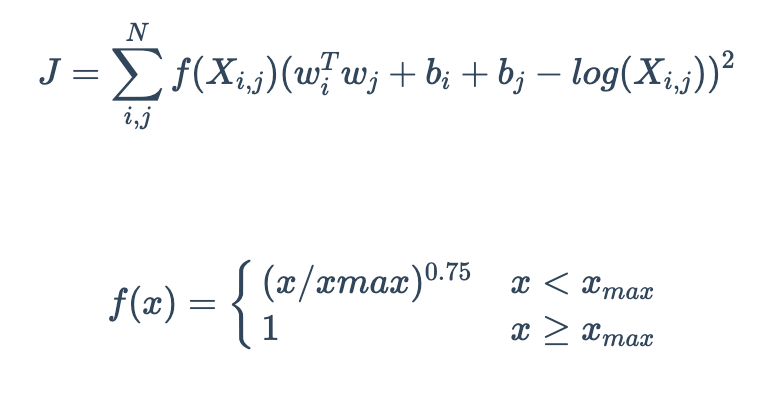 J = \sum_{i,j}^{N} f(X_{i,j})(w_i^T w_j + b_i + b_j - log(X_{i,j}))^2
f(x) = \begin{cases} (x/xmax)^{0.75} & x < x_{max} \\ 1 & x \geq x_{max} \end{cases}